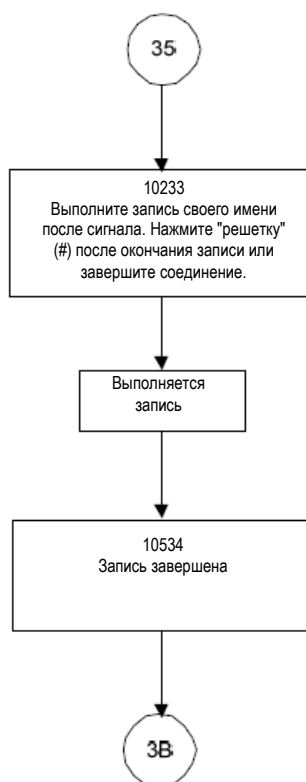 35
10233
Выполните запись своего имени
после сигнала. Нажмите "решетку"
(#) после окончания записи или
завершите соединение.
Выполняется
запись
10534
Запись завершена
3B